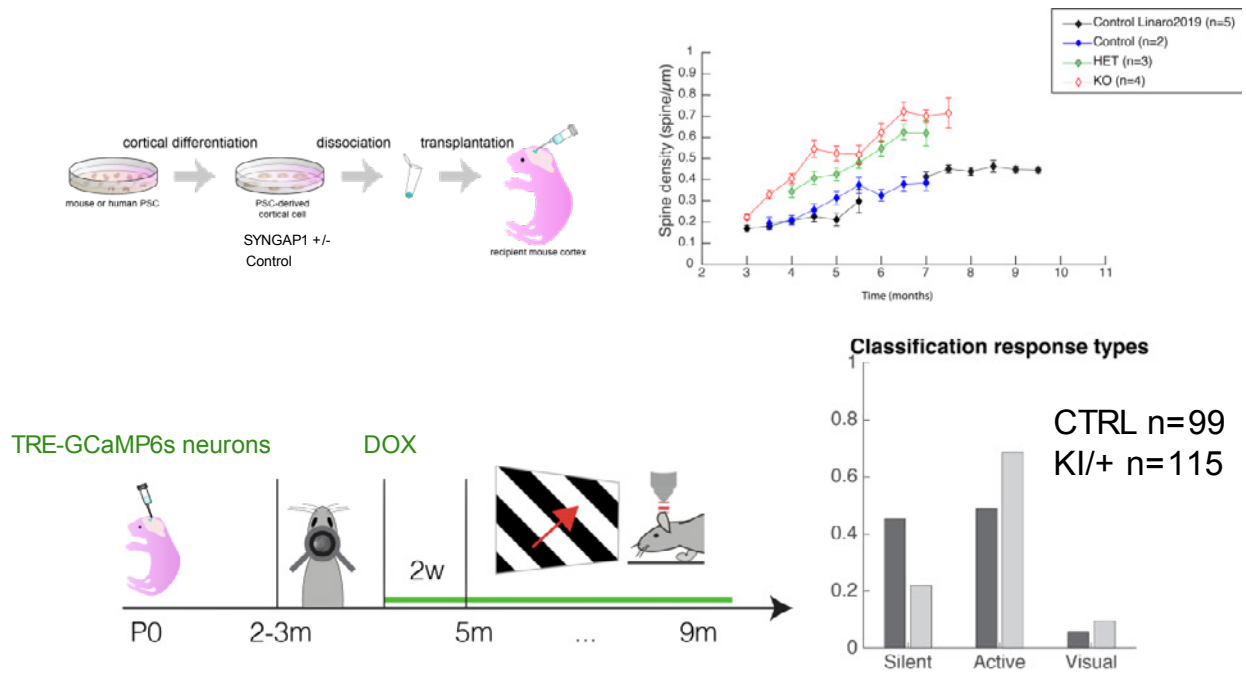 cortical differentiation
dissociation
transplantation
mouse or human PSC
PSC-derived
cortical cell
SYNGAP1 +/-
Control
recipient mouse cortex
Control Linaro2019 (n=5)
Control (n=2)
HET (n=3)
KO (n=4)
Spine density (spine/µm)
1
0.9
0.8
0.7
0.6
0.5
0.4
0.3
0.2
0.1
0
2 3 4 5 6 7 8 9 10 11
Time (months)
TRE-GCaMP6s neurons
DOX
2w
P0 2-3m 5m ... 9m
Classification response types
1
0.8
0.6
0.4
0.2
0
Silent Active Visual
CTRL n=99
KI/+ n=115